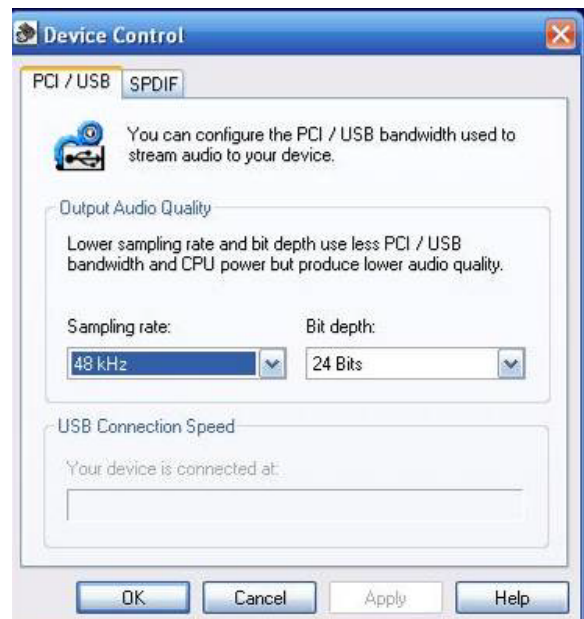 Device Control
PCI / USB
SPDIF
You can configure the PCI / USB bandwidth used to
stream audio to your device.
Output Audio Quality
Lower sampling rate and bit depth use less PCI / USB
bandwidth and CPU power but produce lower audio quality.
Sampling rate:
Bit depth:
48 kHz
24 Bits
USB Connection Speed
Your device is connected at:
OK
Cancel
Apply
Help